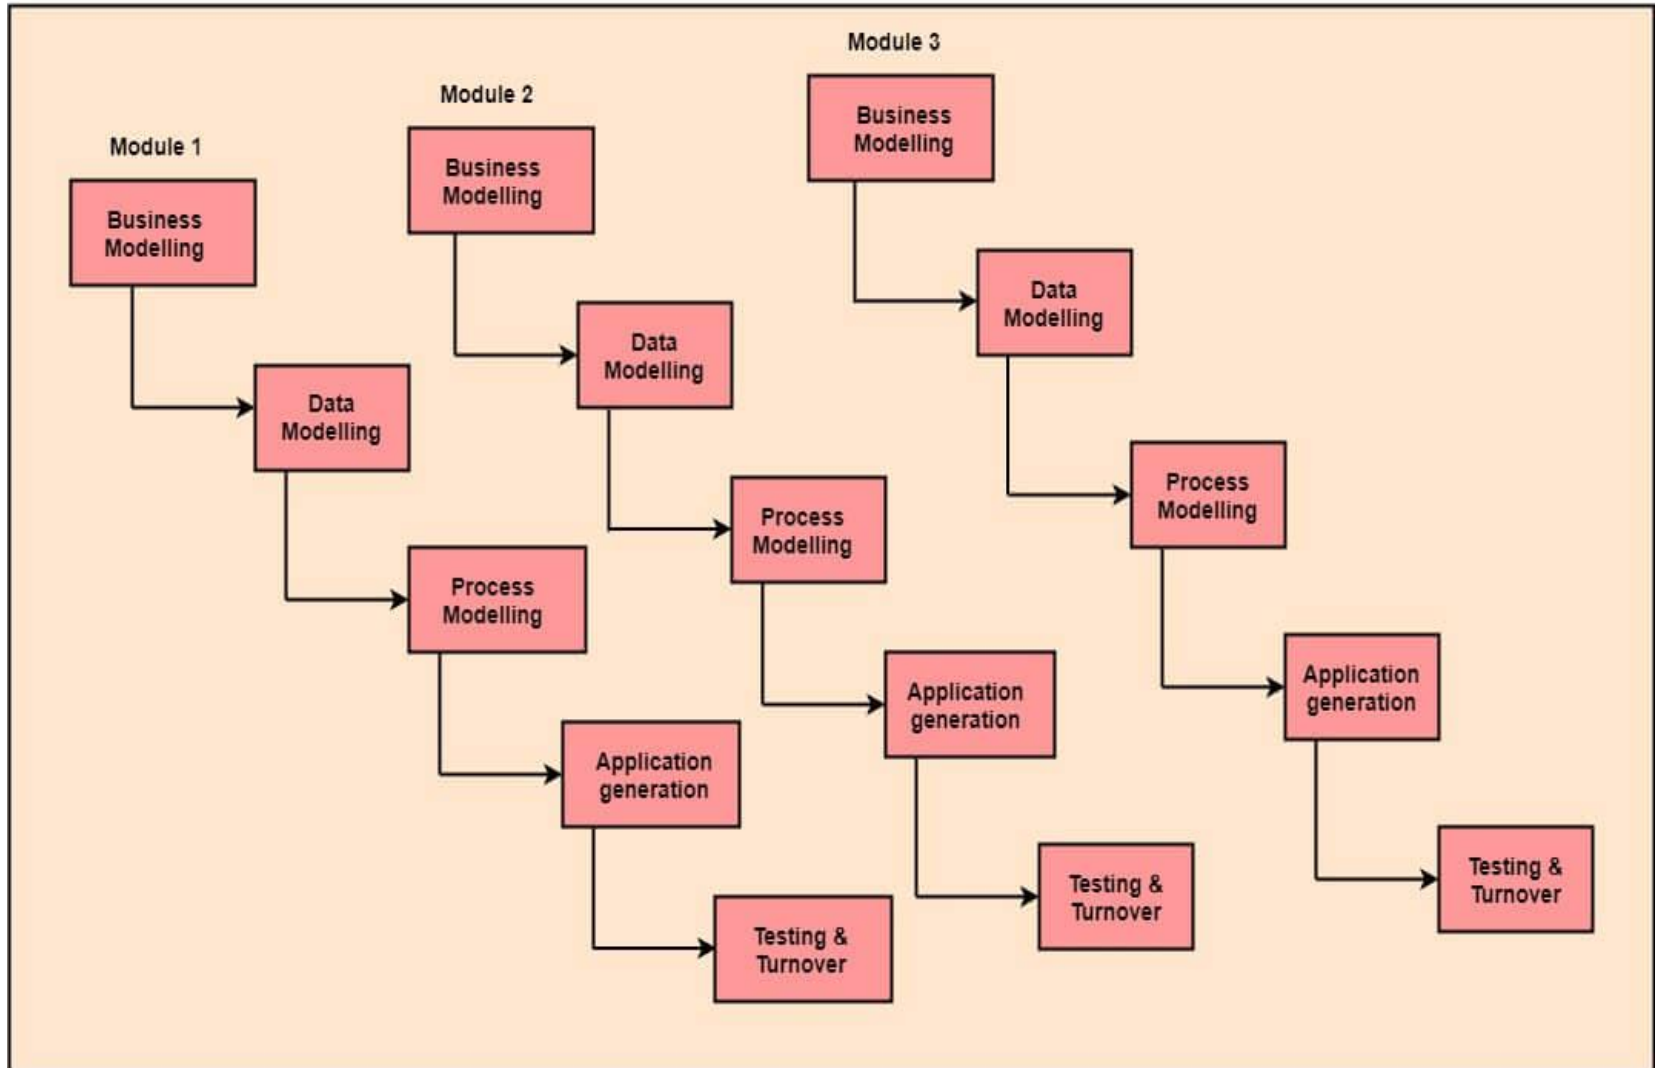 Module 1
Business
Modelling
Data
Modelling
Process
Modelling
Application
generation
Testing &
Turnover
Module 2
Business
Modelling
Data
Modelling
Process
Modelling
Application
generation
Testing &
Turnover
Module 3
Business
Modelling
Data
Modelling
Process
Modelling
Application
generation
Testing &
Turnover